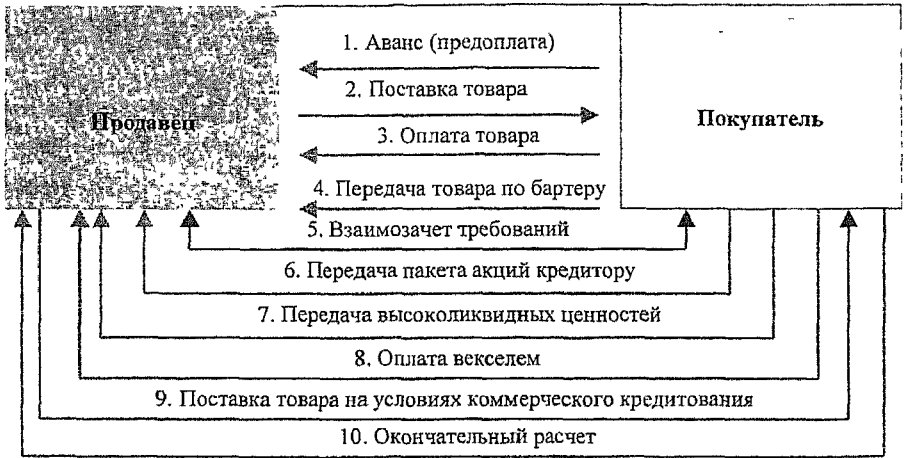 1. Аванс (предоплата)
2. Поставка товара
Продавец
Покупатель
3. Оплата товара
4. Передача товара по бартеру
5. Взаимозачет требований
6. Передача пакета акций кредитору
7. Передача высоколиквидных ценностей
8. Оплата векселем
9. Поставка товара на условиях коммерческого кредитования
10. Окончательный расчет